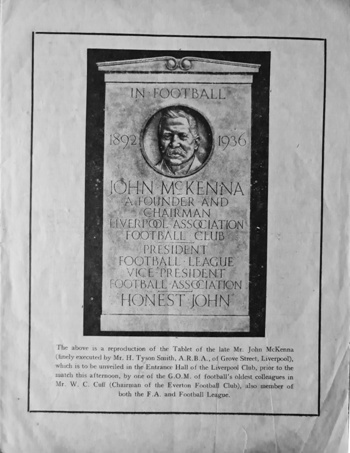 IN FOOTBALL
1892 1936
JOHN McKENNA
A FOUNDER AND
CHAIRMAN
LIVERPOOL ASSOCIATION
FOOTBALL CLUB
PRESIDENT
FOOTBALL LEAGUE
VICE PRESIDENT
FOOTBALL ASSOCIATION
"HONEST JOHN"
The above is a reproduction of the Tablet of the late Mr. John McKenna
(finely executed by Mr. H. Tyson Smith, A.R.B.A., of Grove Street, Liverpool),
which is to be unveiled in the Entrance Hall of the Liverpool Club, prior to the
match this afternoon, by one of the G.O.M. of football's oldest colleagues in
Mr. W. C. Cuff (Chairman of the Everton Football Club), also member of
both the F.A. and Football League.